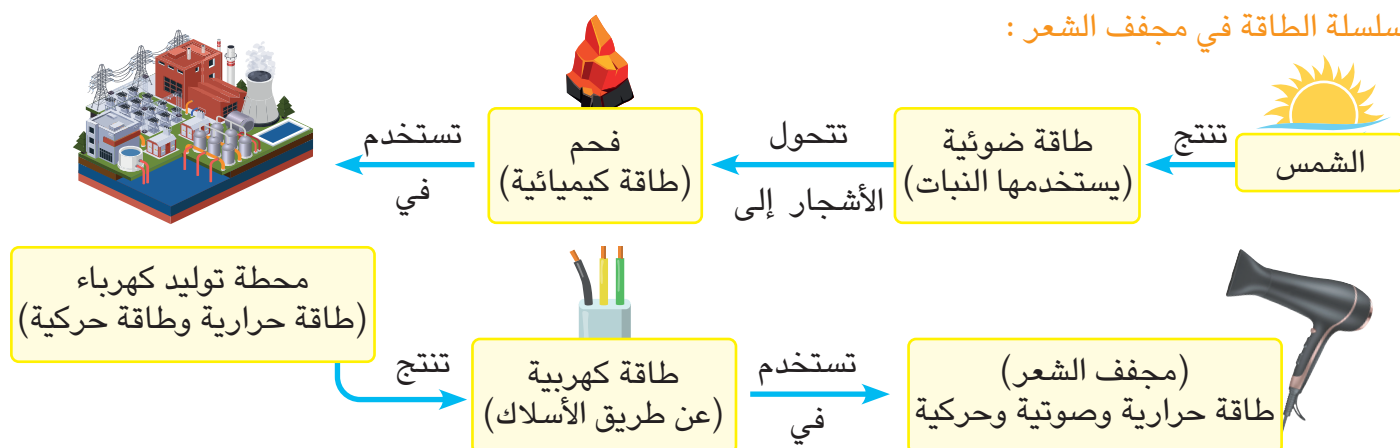 سلسلة الطاقة في مجفف الشعر :
الشمس
تنتج
طاقة ضوئية
(يستخدمها النبات)
تتحول
الأشجار إلى
فحم
(طاقة كيميائية)
تستخدم
في
محطة توليد كهرباء
(طاقة حرارية وطاقة حركية)
تنتج
طاقة كهربية
(عن طريق الأسلاك)
تستخدم
في
(مجفف الشعر)
طاقة حرارية وصوتية وحركية